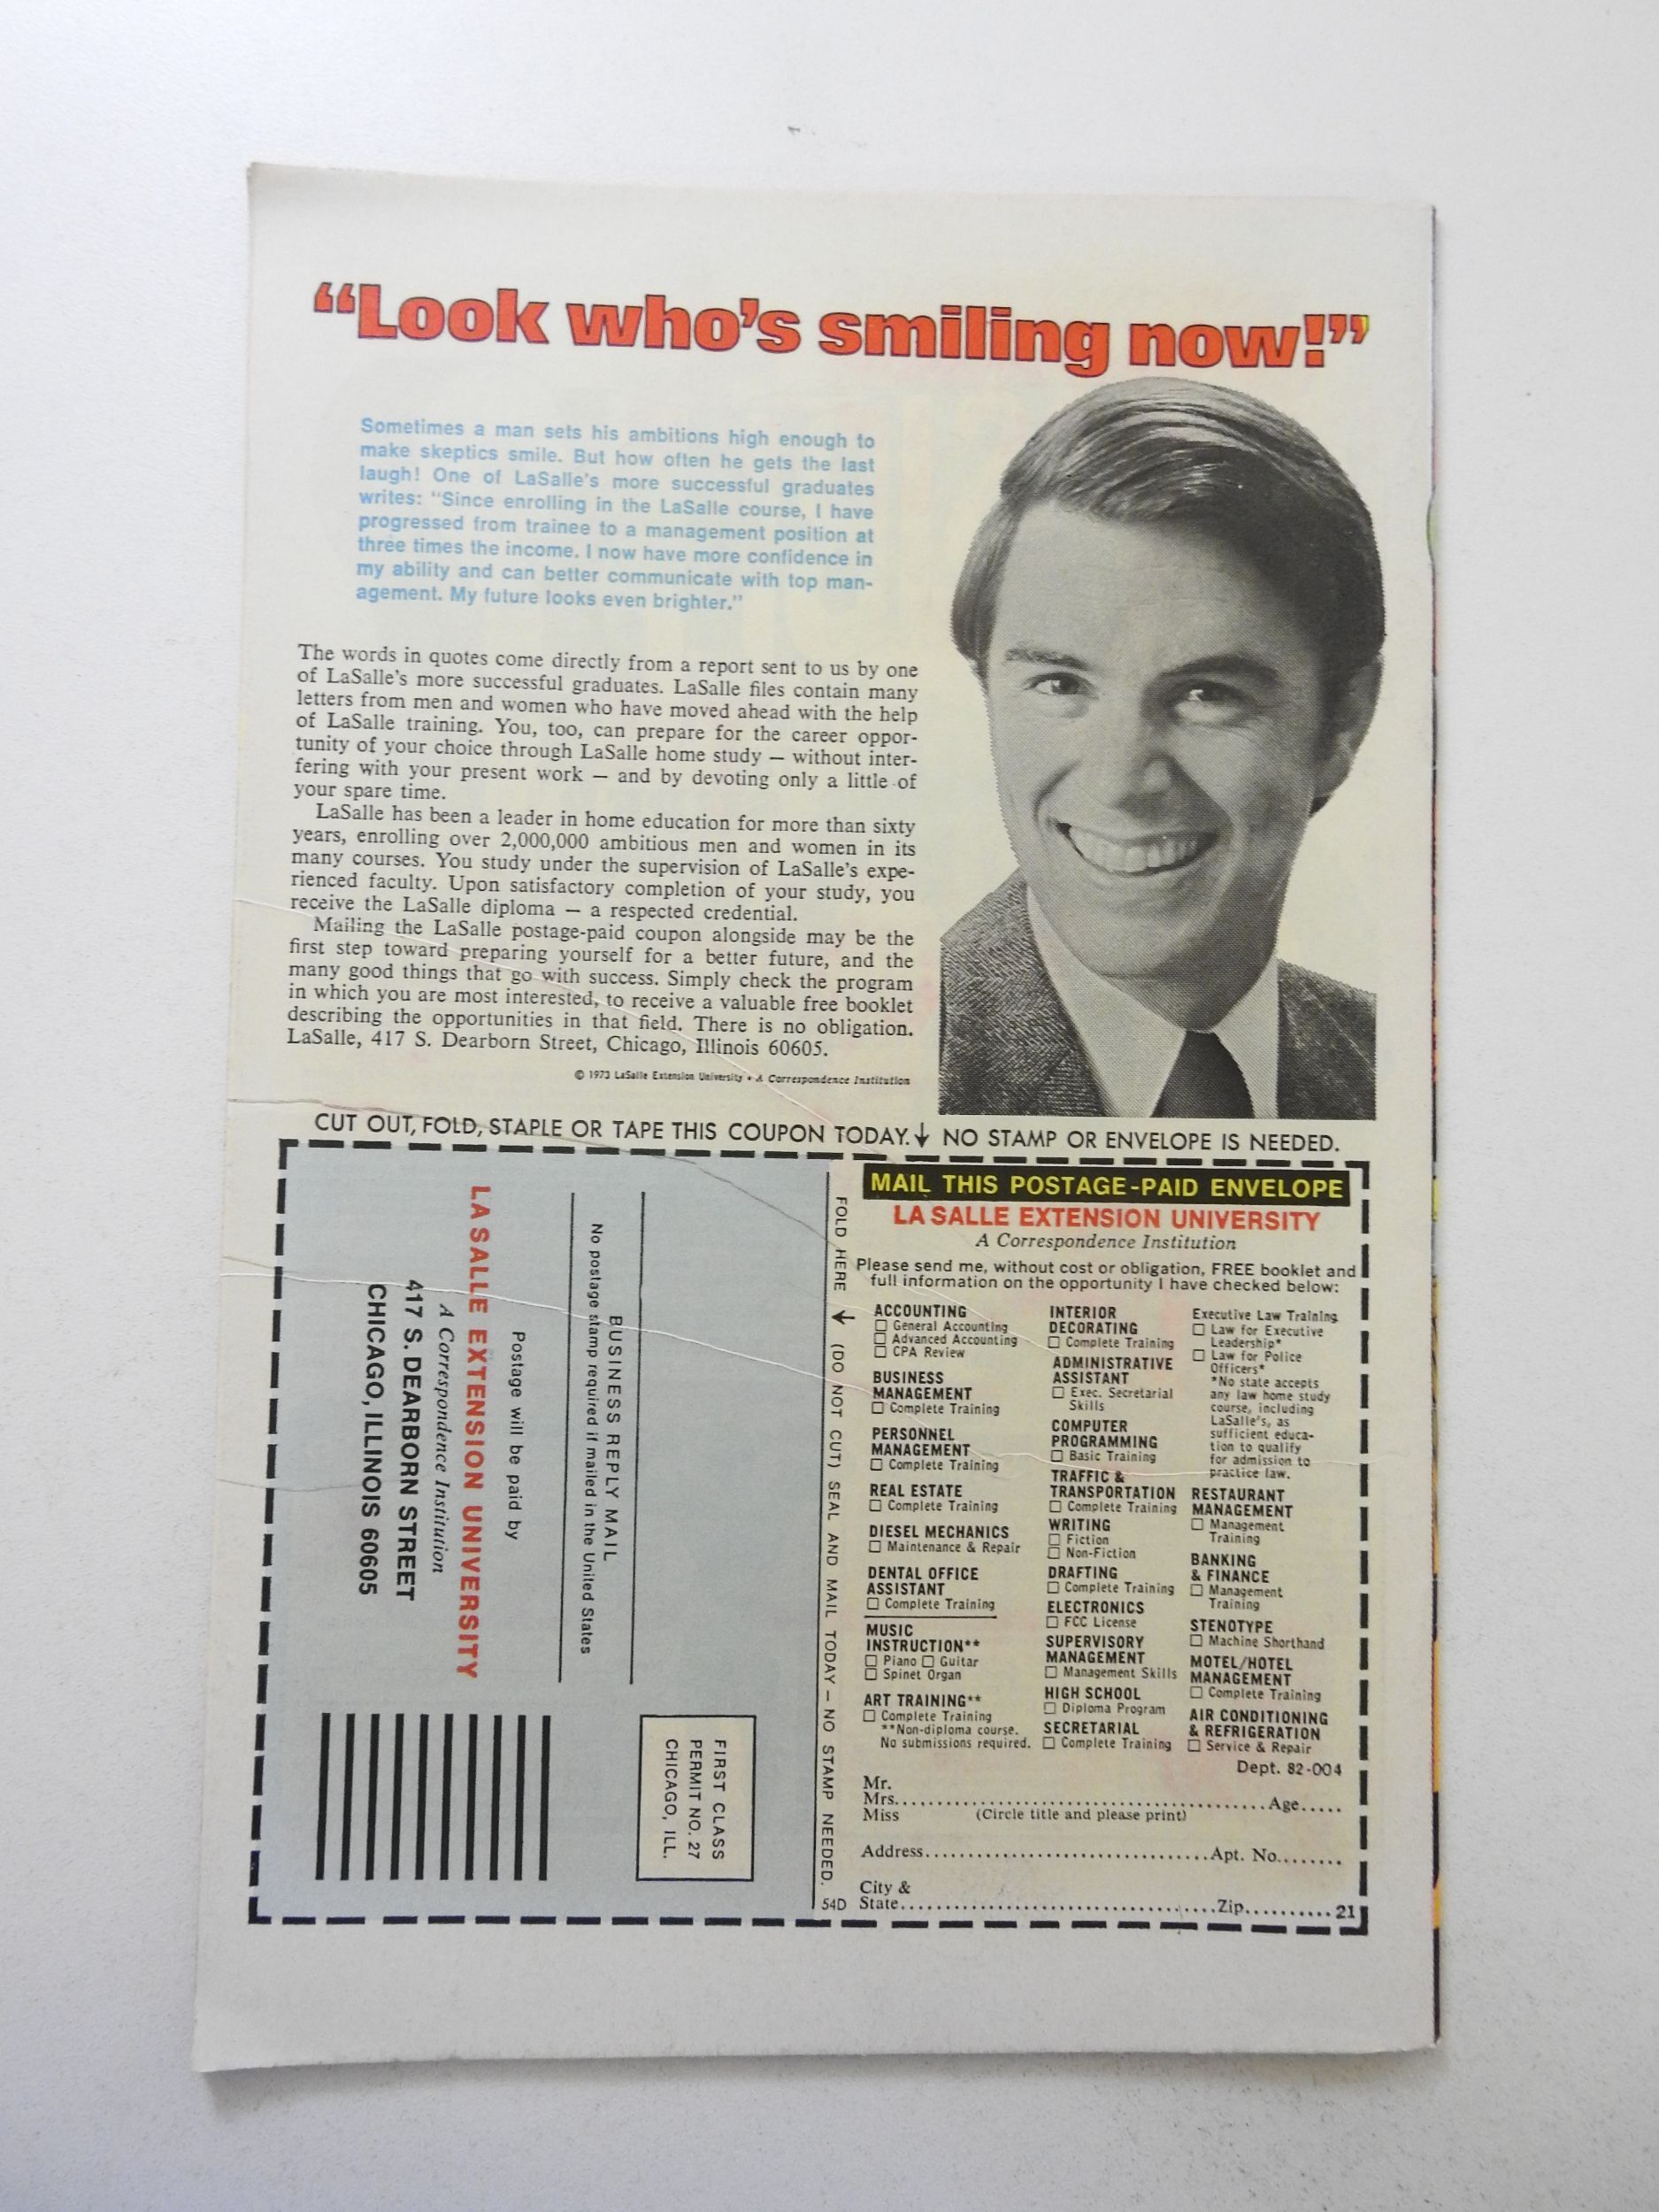 “Look who’s smiling now!”
Sometimes a man sets his ambitions high enough to
make skeptics smile. But how often he gets the last
laugh! One of LaSalle’s more successful graduates
writes: “Since enrolling in the LaSalle course, I have
progressed from trainee to a management position at
three times the income. I now have more confidence in
my ability and can better communicate with top man-
agement. My future looks even brighter.”
The words in quotes come directly from a report sent to us by one
of LaSalle’s more successful graduates. LaSalle files contain many
letters from men and women who have moved ahead with the help
of LaSalle training. You, too, can prepare for the career oppor-
tunity of your choice through LaSalle home study — without inter-
fering with your present work — and by devoting only a little of
your spare time.
LaSalle has been a leader in home education for more than sixty
years, enrolling over 2,000,000 ambitious men and women in its
many courses. You study under the supervision of LaSalle’s expe-
rienced faculty. Upon satisfactory completion of your study, you
receive the LaSalle diploma — a respected credential.
Mailing the LaSalle postage-paid coupon alongside may be the
first step toward preparing yourself for a better future, and the
many good things that go with success. Simply check the program
in which you are most interested, to receive a valuable free booklet
describing the opportunities in that field. There is no obligation.
LaSalle, 417 S. Dearborn Street, Chicago, Illinois 60605.
© 1973 LaSalle Extension University • A Correspondence Institution
CUT OUT, FOLD, STAPLE OR TAPE THIS COUPON TODAY.↓ NO STAMP OR ENVELOPE IS NEEDED.
FIRST CLASS
PERMIT NO. 27
CHICAGO, ILL.
BUSINESS REPLY MAIL
No postage stamp required if mailed in the United States
Postage will be paid by
LA SALLE EXTENSION UNIVERSITY
A Correspondence Institution
417 S. DEARBORN STREET
CHICAGO, ILLINOIS 60605
FOLD HERE ↓ (DO NOT CUT) SEAL AND MAIL TODAY — NO STAMP NEEDED.
54D
MAIL THIS POSTAGE-PAID ENVELOPE
LA SALLE EXTENSION UNIVERSITY
A Correspondence Institution
Please send me, without cost or obligation, FREE booklet and
full information on the opportunity I have checked below:
ACCOUNTING
☐ General Accounting
☐ Advanced Accounting
☐ CPA Review
BUSINESS
MANAGEMENT
☐ Complete Training
PERSONNEL
MANAGEMENT
☐ Complete Training
REAL ESTATE
☐ Complete Training
DIESEL MECHANICS
☐ Maintenance & Repair
DENTAL OFFICE
ASSISTANT
☐ Complete Training
MUSIC
INSTRUCTION**
☐ Piano ☐ Guitar
☐ Spinet Organ
ART TRAINING**
☐ Complete Training
**Non-diploma course.
No submissions required.
INTERIOR
DECORATING
☐ Complete Training
ADMINISTRATIVE
ASSISTANT
☐ Exec. Secretarial
Skills
COMPUTER
PROGRAMMING
☐ Basic Training
TRAFFIC &
TRANSPORTATION
☐ Complete Training
WRITING
☐ Fiction
☐ Non-Fiction
DRAFTING
☐ Complete Training
ELECTRONICS
☐ FCC License
SUPERVISORY
MANAGEMENT
☐ Management Skills
HIGH SCHOOL
☐ Diploma Program
SECRETARIAL
☐ Complete Training
Executive Law Training
☐ Law for Executive
Leadership*
☐ Law for Police
Officers*
*No state accepts
any law home study
course, including
LaSalle’s, as
sufficient educa-
tion to qualify
for admission to
practice law.
RESTAURANT
MANAGEMENT
☐ Management
Training
BANKING
& FINANCE
☐ Management
Training
STENOTYPE
☐ Machine Shorthand
MOTEL/HOTEL
MANAGEMENT
☐ Complete Training
AIR CONDITIONING
& REFRIGERATION
☐ Service & Repair
Dept. 82-004
Mr.
Mrs.......................................................Age.....
Miss (Circle title and please print)
Address.........................................Apt. No........
City &
State.............................................Zip..........21